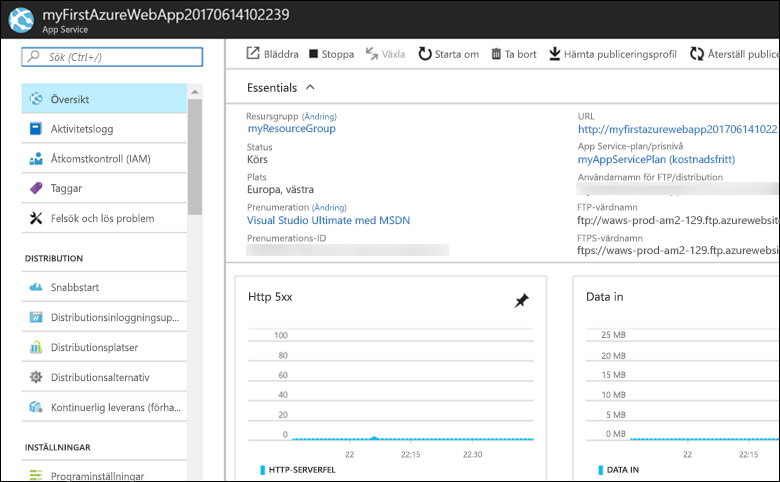 myFirstAzureWebApp20170614102239
App Service
Sök (Ctrl+/)
Översikt
Aktivitetslogg
Åtkomstkontroll (IAM)
Taggar
Felsök och lös problem
DISTRIBUTION
Snabbstart
Distributionsinloggningsup...
Distributionsplatser
Distributionsalternativ
Kontinuerlig leverans (förha...
INSTÄLLNINGAR
Programinställningar
Bläddra Stoppa Växla Starta om Ta bort Hämta publiceringsprofil Återställ public
Essentials
Resursgrupp (Ändring)
myResourceGroup
Status
Körs
Plats
Europa, västra
Prenumeration (Ändring)
Visual Studio Ultimate med MSDN
Prenumerations-ID
URL
http://myfirstazurewebapp201706141022
App Service-plan/prisnivå
myAppServicePlan (kostnadsfritt)
Användarnamn för FTP/distribution
FTP-värdnamn
ftp://waws-prod-am2-129.ftp.azurewebsit
FTPS-värdnamn
ftps://waws-prod-am2-129.ftp.azurewebsi
Http 5xx
100
80
60
40
20
0
22 22:15 22.30
HTTP-SERVERFEL
Data in
25 MB
20 MB
15 MB
10 MB
5 MB
0 MB
22 22:15
DATA IN